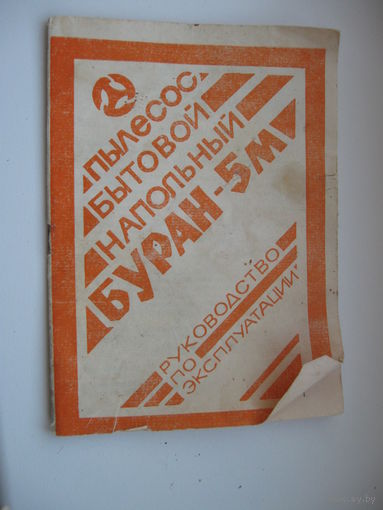 ПЫЛЕСОС
БЫТОВОЙ
НАПОЛЬНЫЙ
БУРАН-5М
РУКОВОДСТВО
ПО
ЭКСПЛУАТАЦИИ